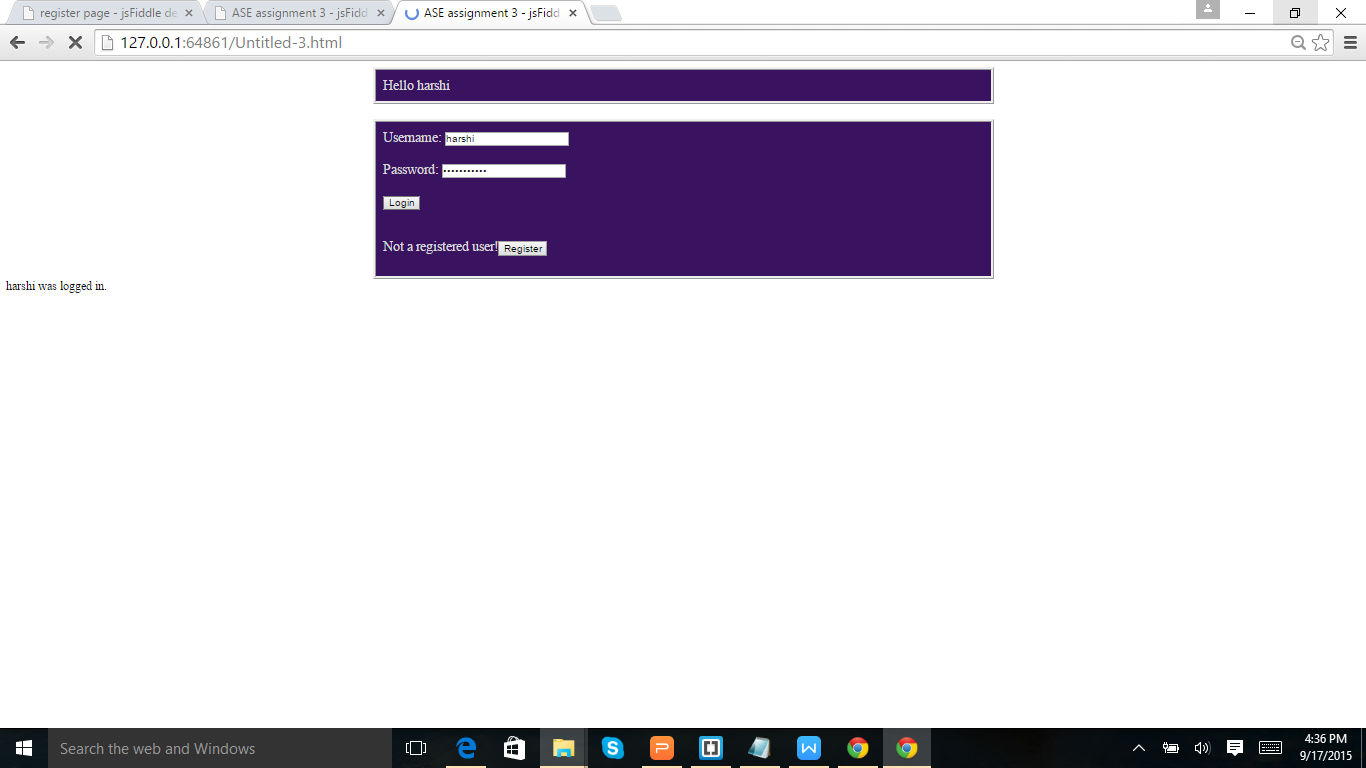 register page - jsFiddle de
ASE assignment 3 - jsFiddl
ASE assignment 3 - jsFiddl
127.0.0.1:64861/Untitled-3.html
Hello harshi
Username: harshi
Password: •••••••••••
Login
Not a registered user! Register
harshi was logged in.
Search the web and Windows
4:36 PM
9/17/2015